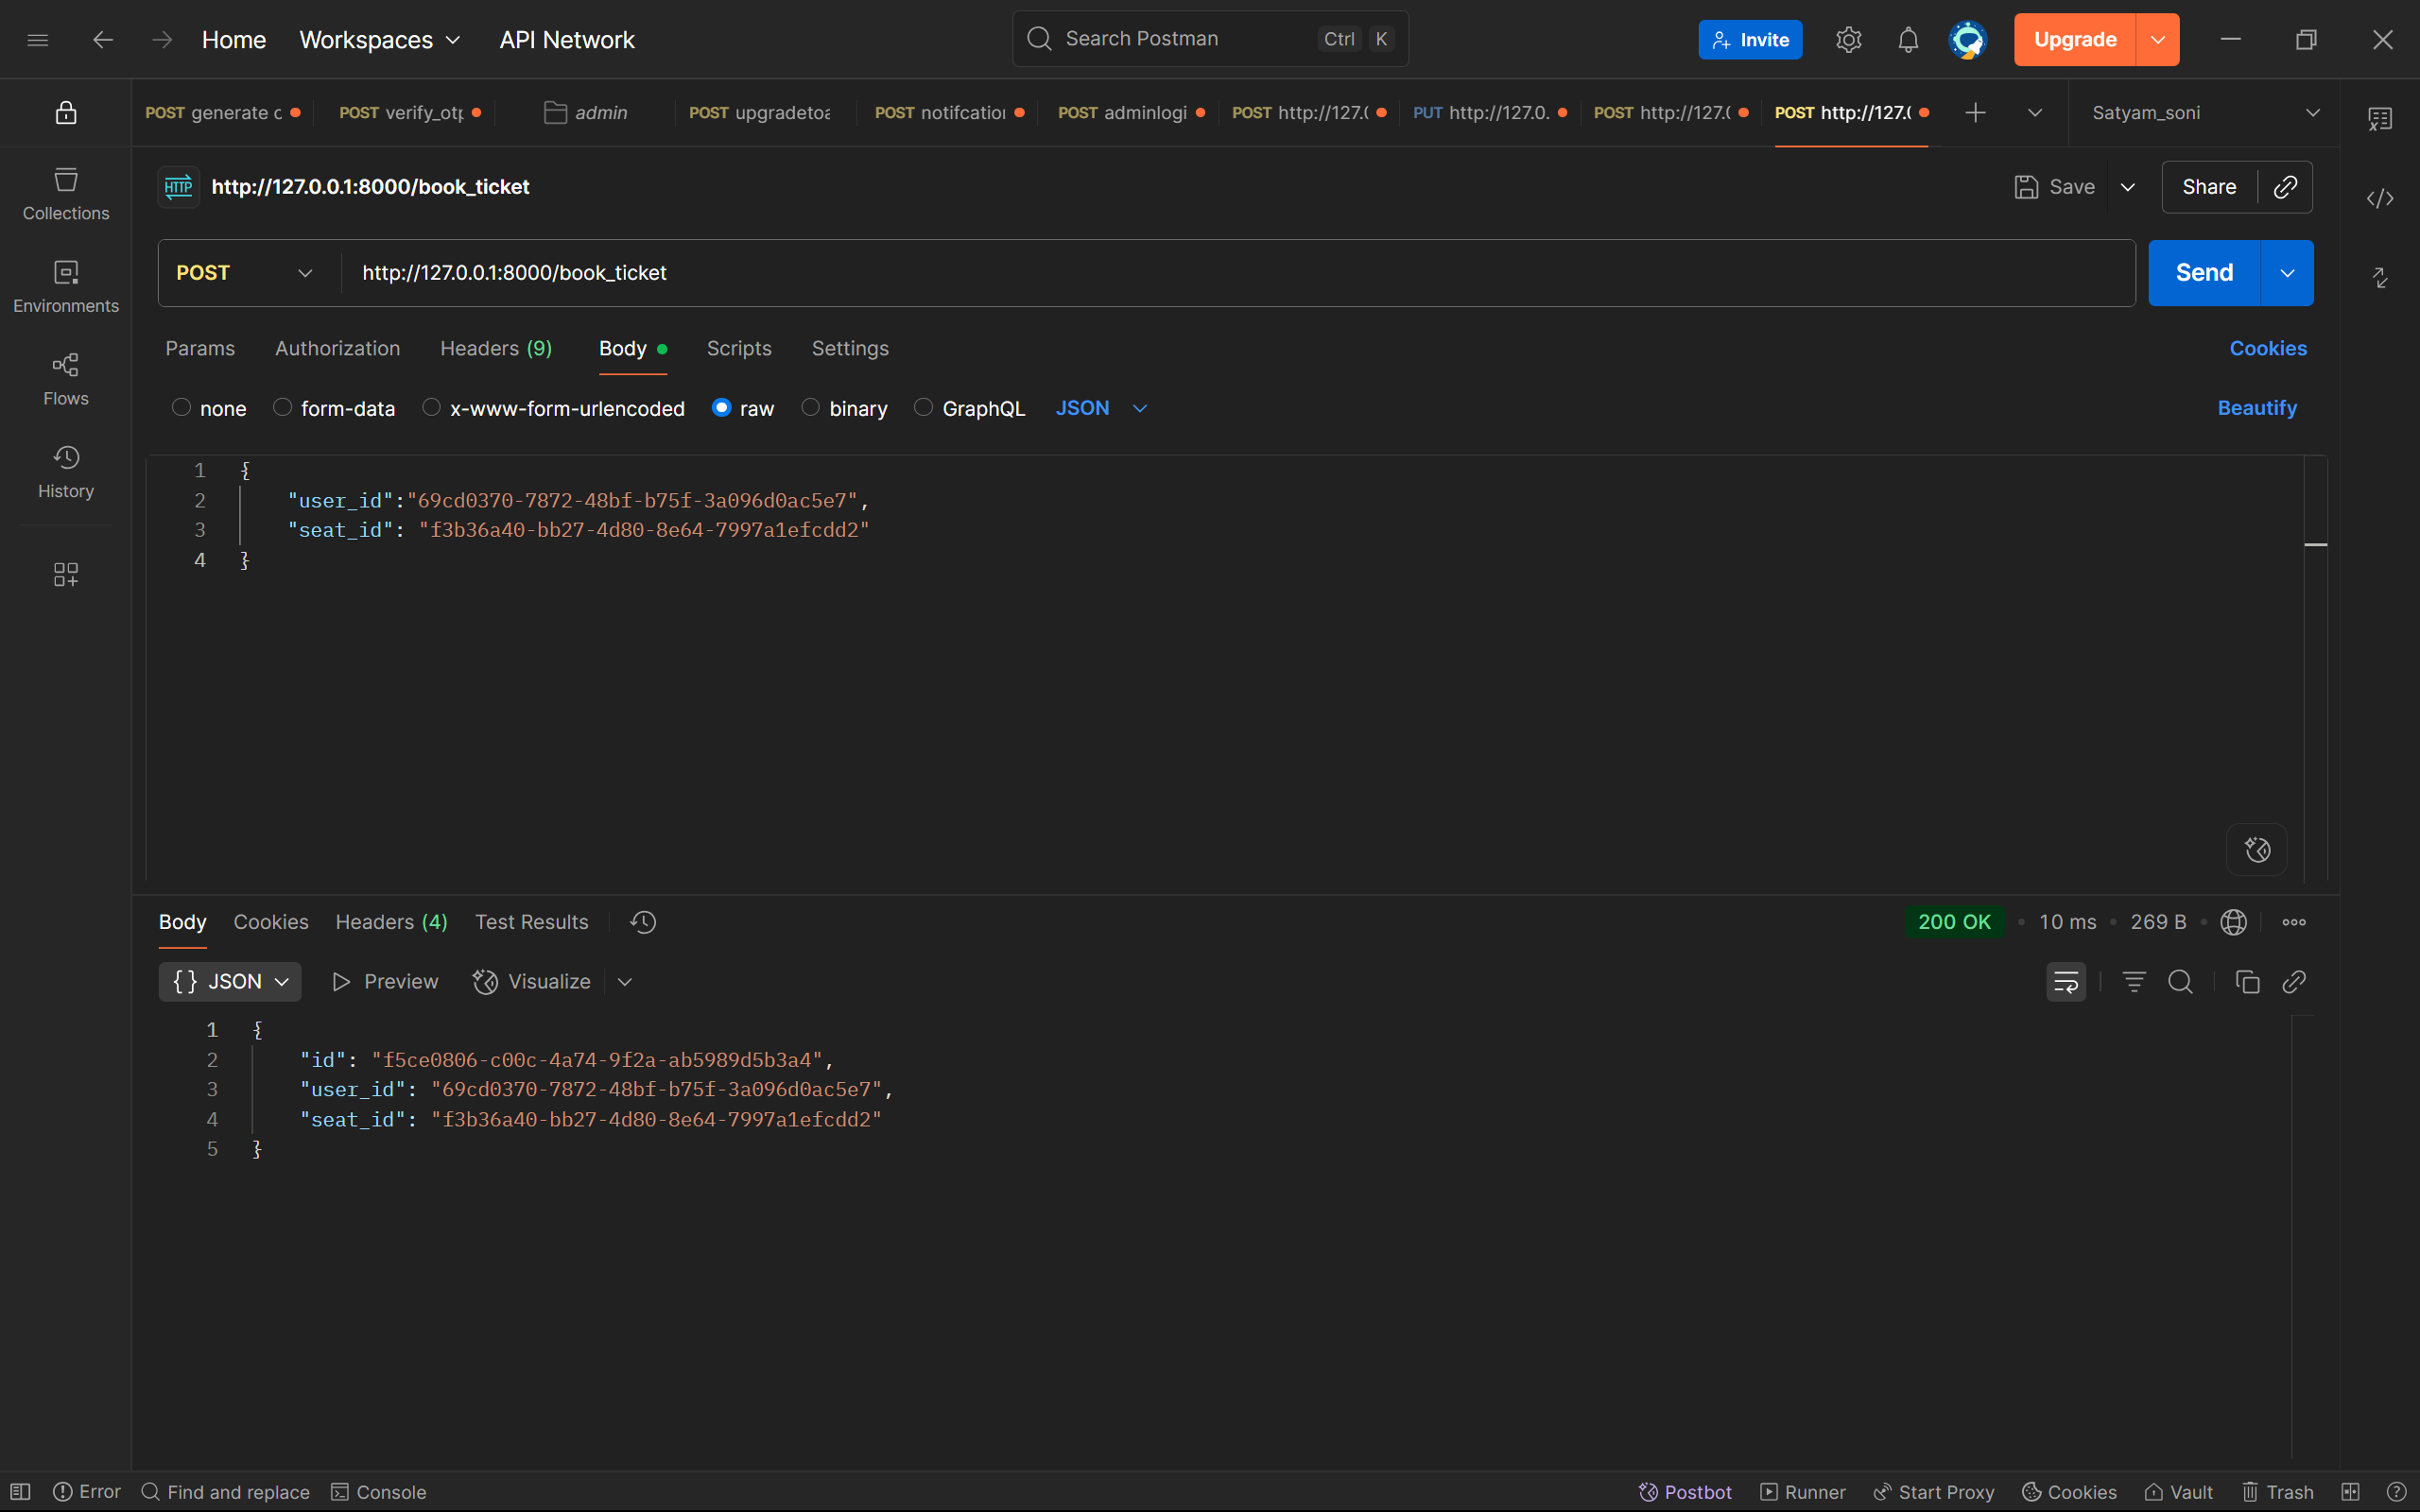 Home Workspaces API Network Search Postman Ctrl K Invite Upgrade
POST generate c POST verify_otp admin POST upgradetoa POST notifcation POST adminlogi POST http://127.( PUT http://127.0. POST http://127.( POST http://127.( Satyam_soni
HTTP http://127.0.0.1:8000/book_ticket Save Share
Collections
Environments
Flows
History
POST http://127.0.0.1:8000/book_ticket Send
Params Authorization Headers (9) Body Scripts Settings Cookies
none form-data x-www-form-urlencoded raw binary GraphQL JSON Beautify
1 {
2 "user_id":"69cd0370-7872-48bf-b75f-3a096d0ac5e7",
3 "seat_id": "f3b36a40-bb27-4d80-8e64-7997a1efcdd2"
4 }
Body Cookies Headers (4) Test Results 200 OK • 10 ms • 269 B •
{} JSON Preview Visualize
1 {
2 "id": "f5ce0806-c00c-4a74-9f2a-ab5989d5b3a4",
3 "user_id": "69cd0370-7872-48bf-b75f-3a096d0ac5e7",
4 "seat_id": "f3b36a40-bb27-4d80-8e64-7997a1efcdd2"
5 }
Error Find and replace Console Postbot Runner Start Proxy Cookies Vault Trash